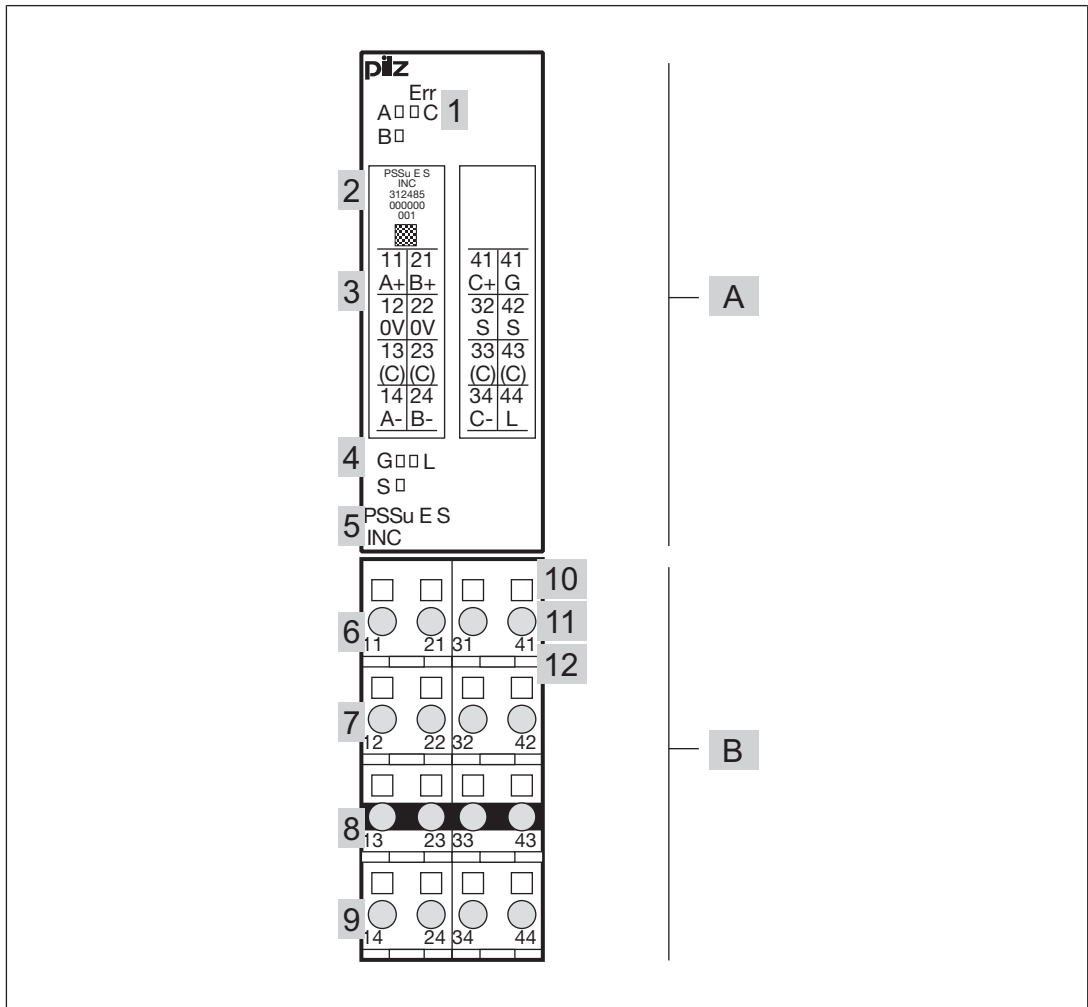 pilz
Err
A C 1
B
2 PSSu E S
INC
312485
000000
001
11 21 41 41
3 A+ B+ C+ G
12 22 32 42
0V 0V S S
13 23 33 43
(C) (C) (C) (C)
14 24 34 44
A- B- C- L
A
4 G L
S
5 PSSu E S
INC
10
6 11
11 21 31 41
12
7
12 22 32 42
B
8
13 23 33 43
9
14 24 34 44